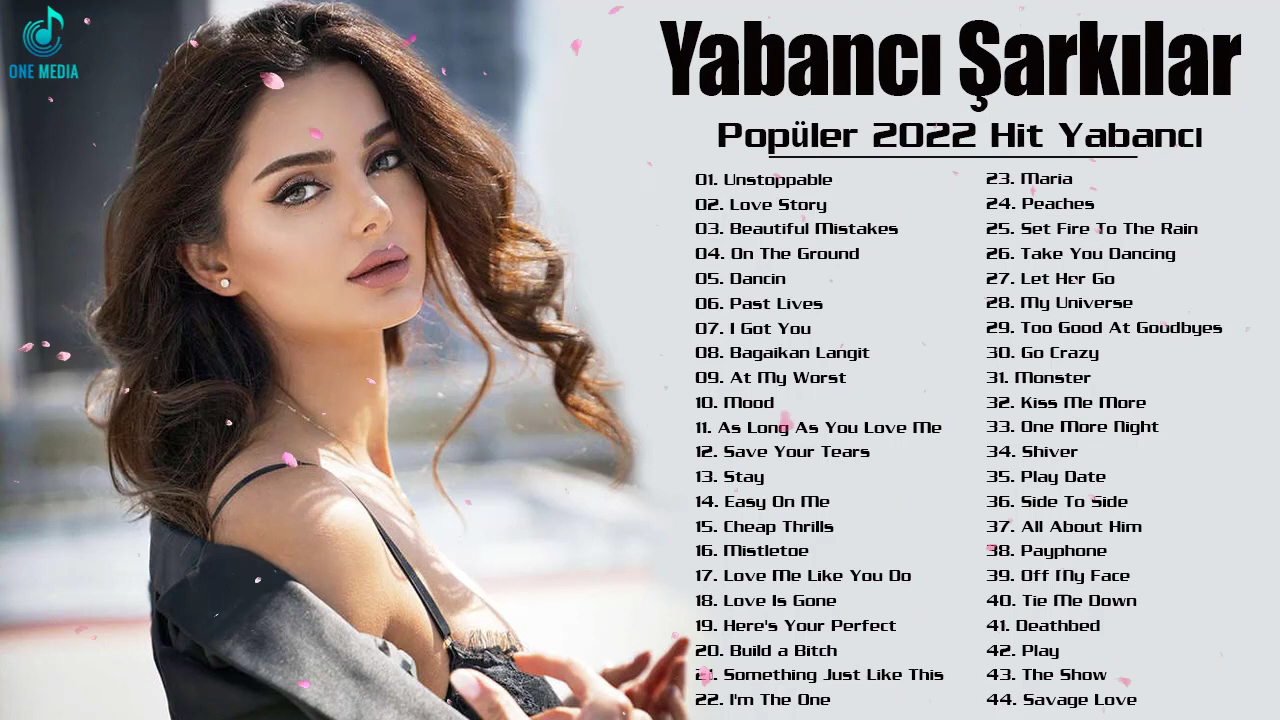 ONE MEDIA
Yabancı Şarkılar
Popüler 2022 Hit Yabancı
01. Unstoppable
02. Love Story
03. Beautiful Mistakes
04. On The Ground
05. Dancin
06. Past Lives
07. I Got You
08. Bagaikan Langit
09. At My Worst
10. Mood
11. As Long As You Love Me
12. Save Your Tears
13. Stay
14. Easy On Me
15. Cheap Thrills
16. Mistletoe
17. Love Me Like You Do
18. Love Is Gone
19. Here's Your Perfect
20. Build a Bitch
21. Something Just Like This
22. I'm The One
23. Maria
24. Peaches
25. Set Fire To The Rain
26. Take You Dancing
27. Let Her Go
28. My Universe
29. Too Good At Goodbyes
30. Go Crazy
31. Monster
32. Kiss Me More
33. One More Night
34. Shiver
35. Play Date
36. Side To Side
37. All About Him
38. Payphone
39. Off My Face
40. Tie Me Down
41. Deathbed
42. Play
43. The Show
44. Savage Love